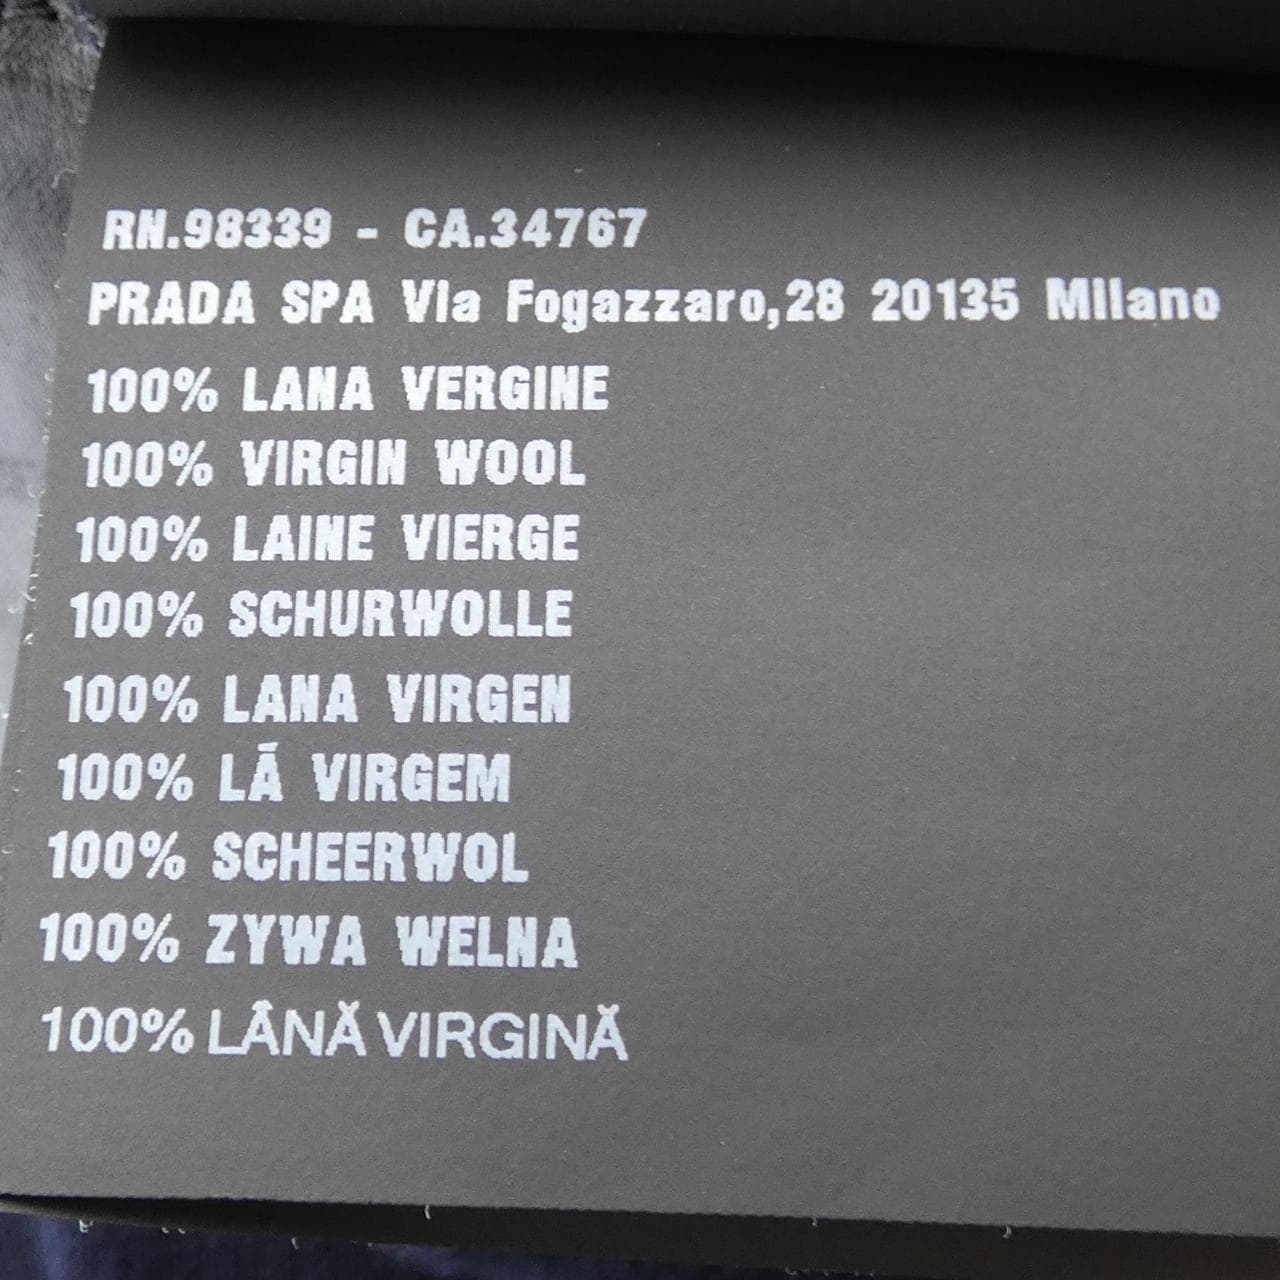 RN.98339 - CA.34767
PRADA SPA Via Fogazzaro,28 20135 Milano
100% LANA VERGINE
100% VIRGIN WOOL
100% LAINE VIERGE
100% SCHURWOLLE
100% LANA VIRGEN
100% LÃ VIRGEM
100% SCHEERWOL
100% ZYWA WELNA
100% LÂNĂ VIRGINĂ